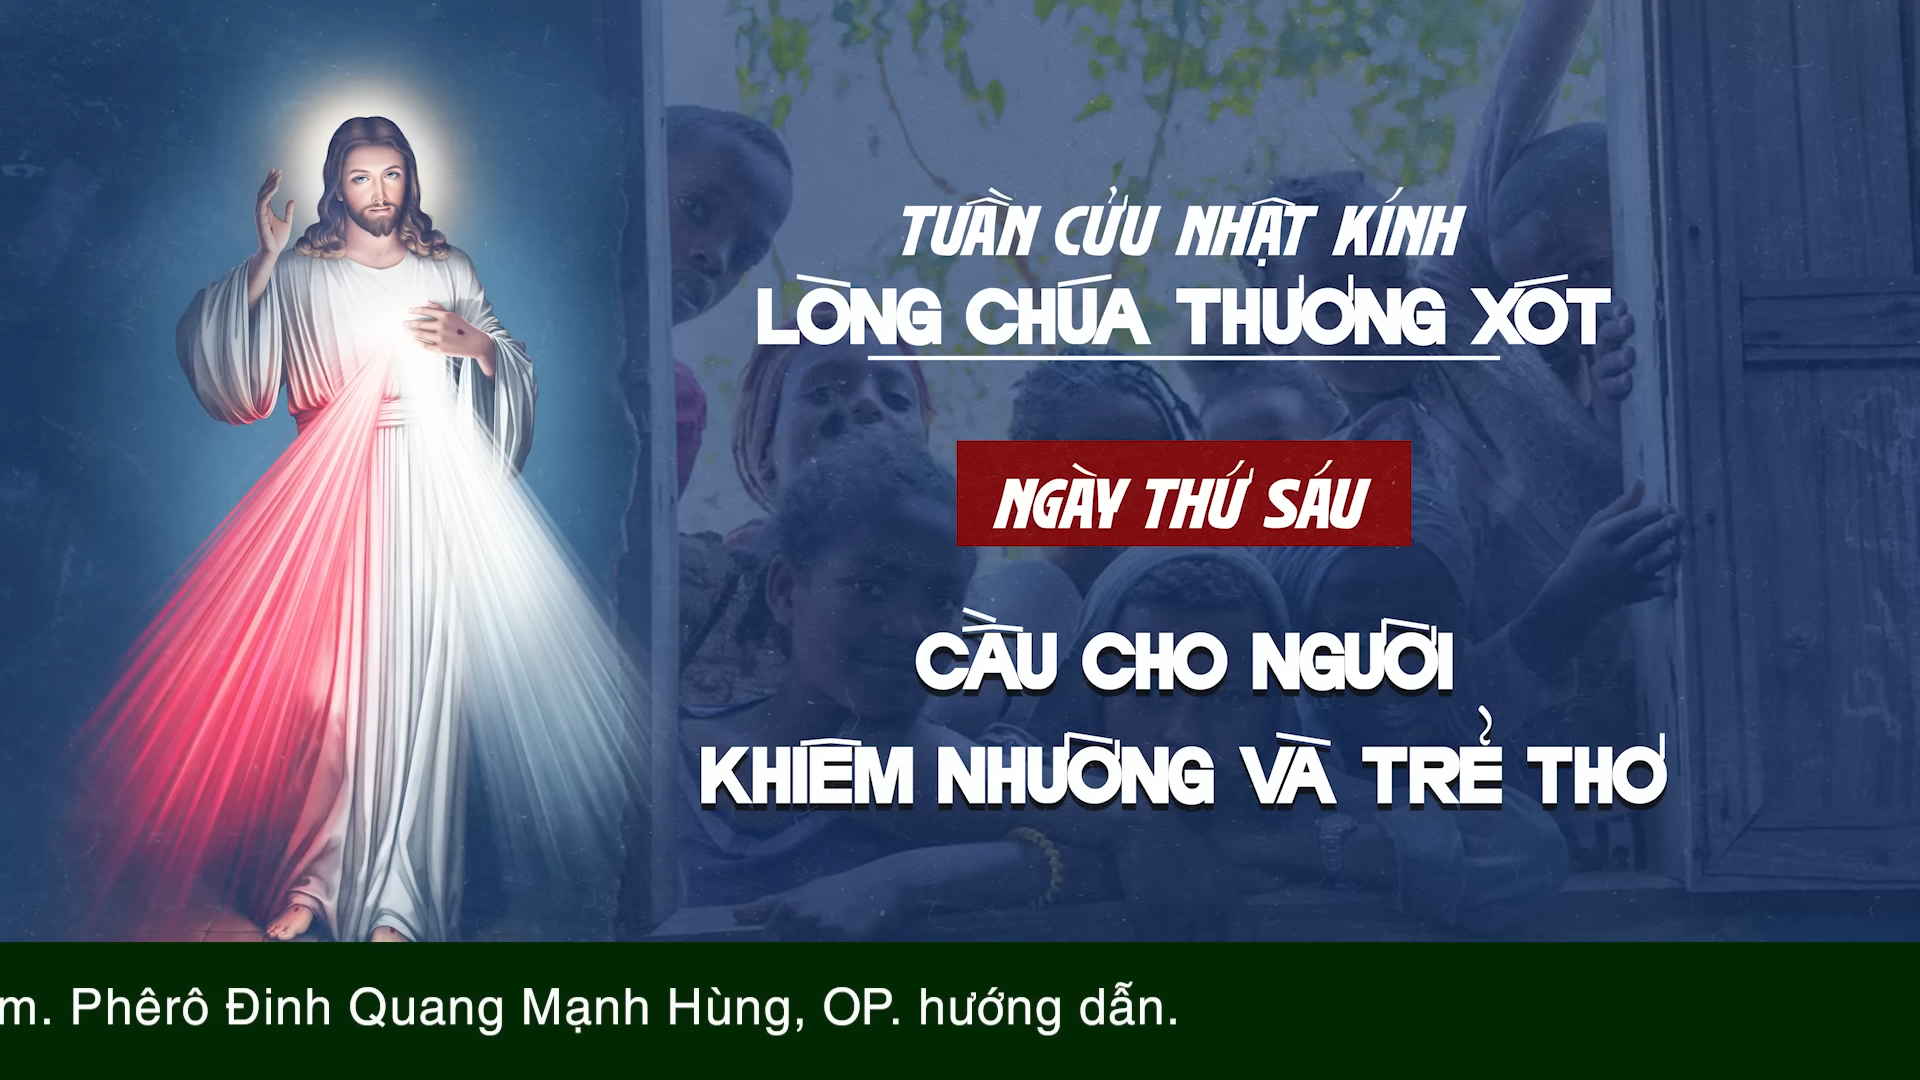 TUẦN CỬU NHẬT KÍNH
LÒNG CHÚA THƯƠNG XÓT
NGÀY THỨ SÁU
CẦU CHO NGƯỜI
KHIÊM NHƯỜNG VÀ TRẺ THƠ
m. Phêrô Đinh Quang Mạnh Hùng, OP. hướng dẫn.